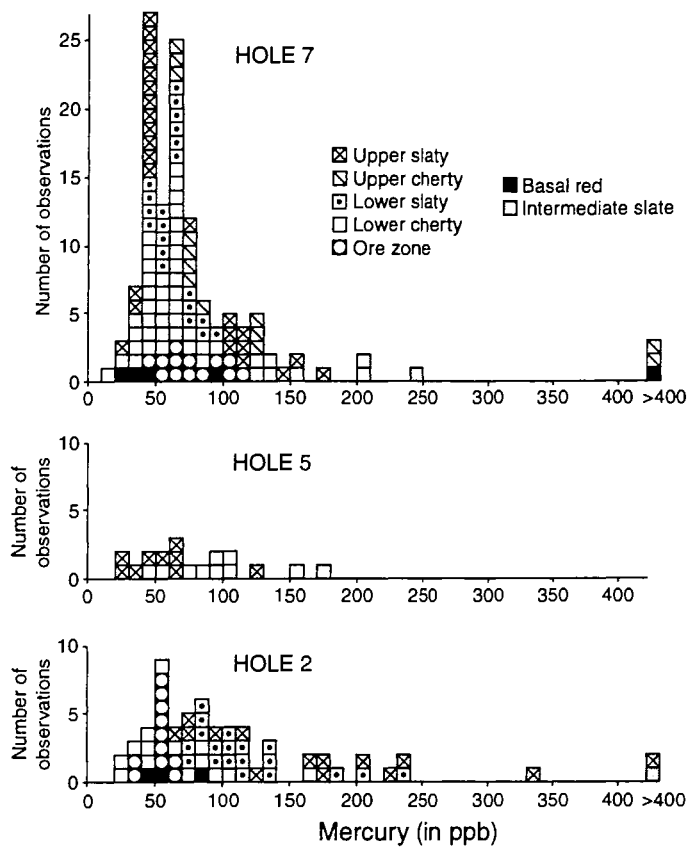 HOLE 7
Number of observations
25
20
15
10
5
0
Upper slaty
Upper cherty
Lower slaty
Lower cherty
Ore zone
Basal red
Intermediate slate
0 50 100 150 200 250 300 350 400 >400
HOLE 5
Number of
observations
10
5
0
0 50 100 150 200 250 300 350 400
HOLE 2
Number of
observations
10
5
0
0 50 100 150 200 250 300 350 400 >400
Mercury (in ppb)